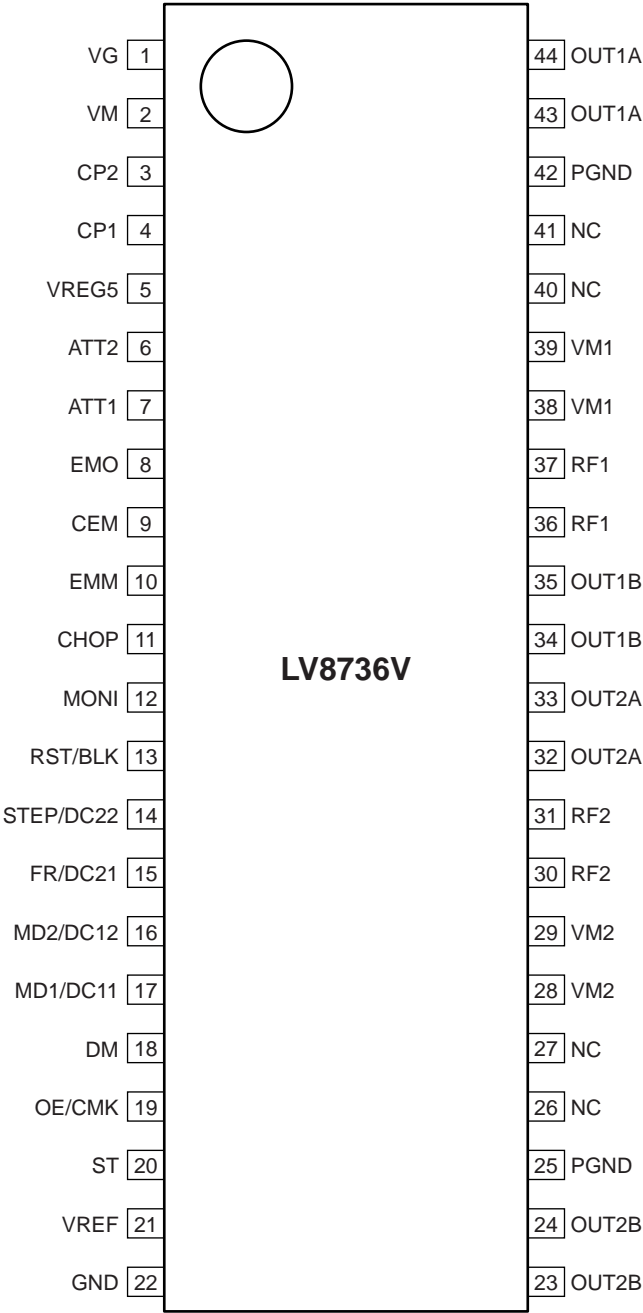 VG 1 44 OUT1A
VM 2 43 OUT1A
CP2 3 42 PGND
CP1 4 41 NC
VREG5 5 40 NC
ATT2 6 39 VM1
ATT1 7 38 VM1
EMO 8 37 RF1
CEM 9 36 RF1
EMM 10 35 OUT1B
CHOP 11 34 OUT1B
LV8736V
MONI 12 33 OUT2A
RST/BLK 13 32 OUT2A
STEP/DC22 14 31 RF2
FR/DC21 15 30 RF2
MD2/DC12 16 29 VM2
MD1/DC11 17 28 VM2
DM 18 27 NC
OE/CMK 19 26 NC
ST 20 25 PGND
VREF 21 24 OUT2B
GND 22 23 OUT2B